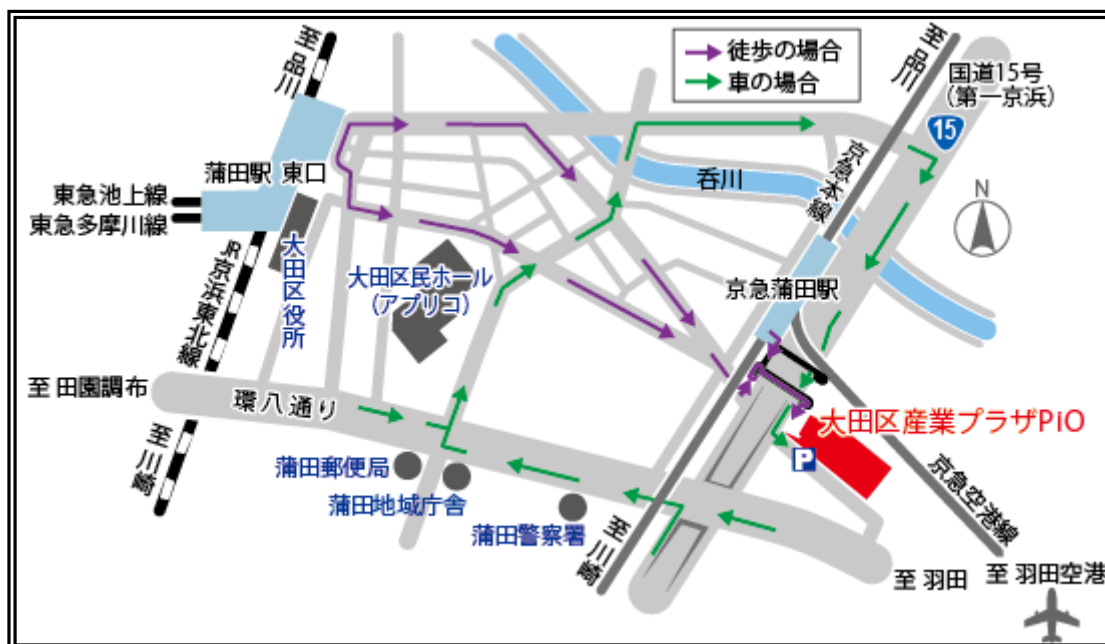 至 品川
徒歩の場合
車の場合
至 品川
国道15号
(第一京浜)
15
蒲田駅 東口
東急池上線
東急多摩川線
呑川
京急本線
N
大田区役所
大田区民ホール
(アプリコ)
JR京浜東北線
京急蒲田駅
至 田園調布
環八通り
大田区産業プラザPiO
P
至 川崎
蒲田郵便局
蒲田地域庁舎
蒲田警察署
京急空港線
至 川崎
至 羽田
至 羽田空港